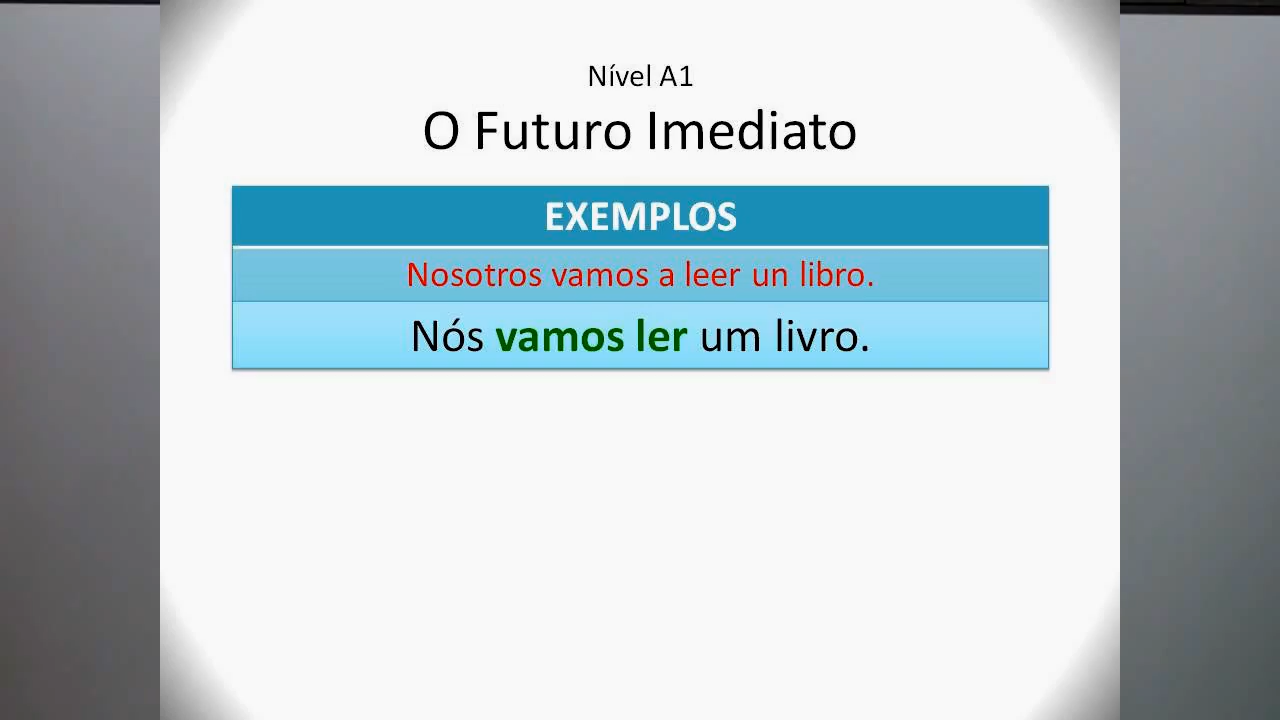 Nível A1
O Futuro Imediato
EXEMPLOS
Nosotros vamos a leer un libro.
Nós vamos ler um livro.